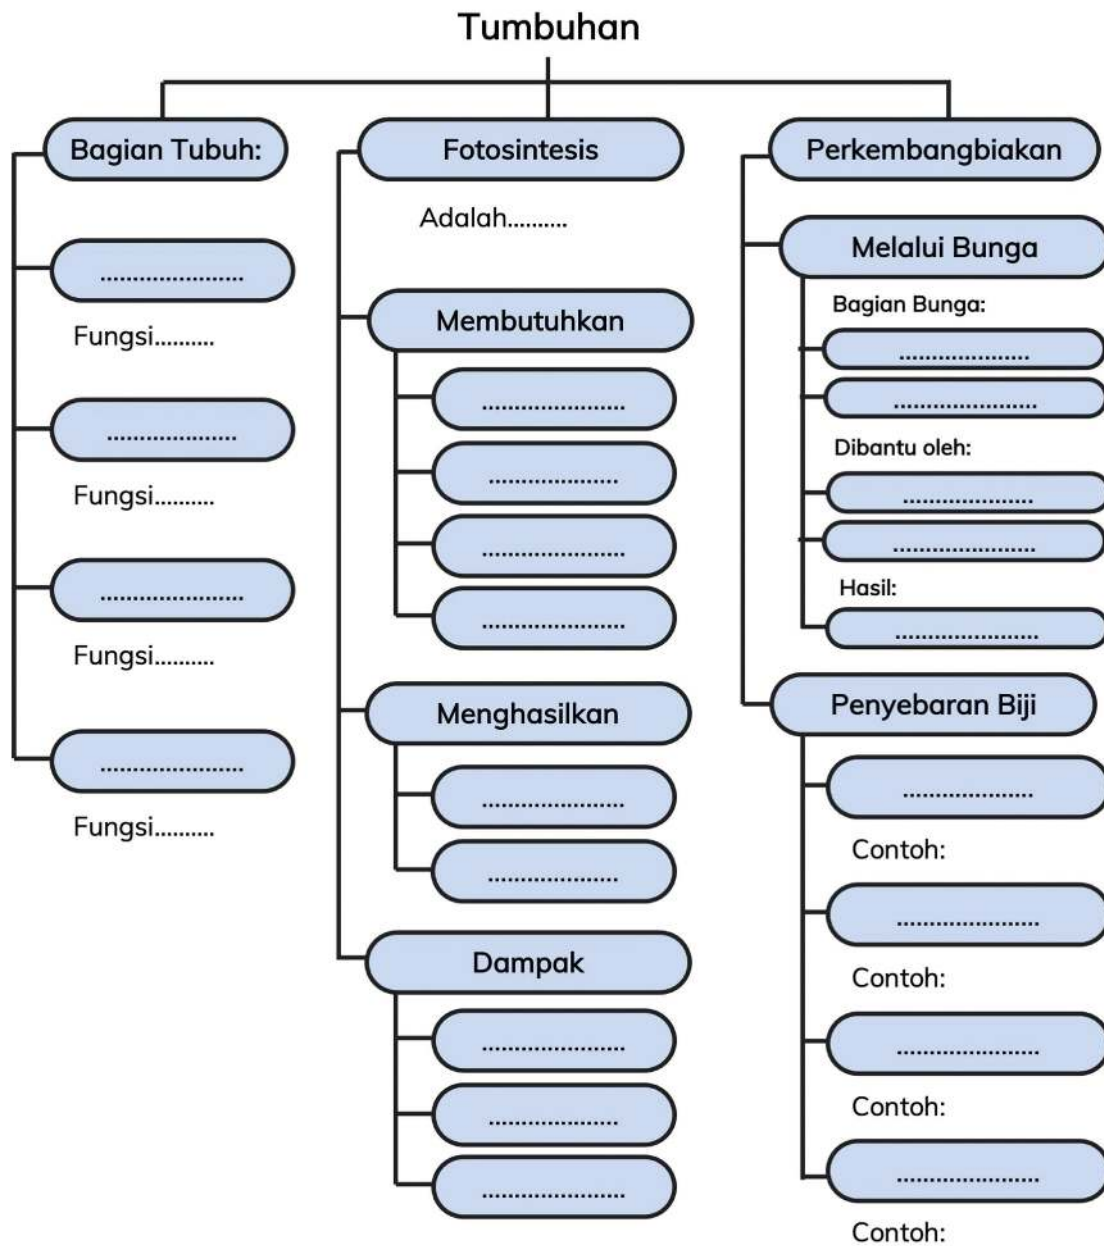 Tumbuhan
Bagian Tubuh:
......................
Fungsi..........
....................
Fungsi..........
......................
Fungsi..........
......................
Fungsi..........
Fotosintesis
Adalah..........
Membutuhkan
......................
....................
....................
......................
Menghasilkan
......................
....................
Dampak
......................
....................
......................
Perkembangbiakan
Melalui Bunga
Bagian Bunga:
....................
......................
Dibantu oleh:
....................
......................
Hasil:
......................
Penyebaran Biji
....................
Contoh:
......................
Contoh:
......................
Contoh:
......................
Contoh: